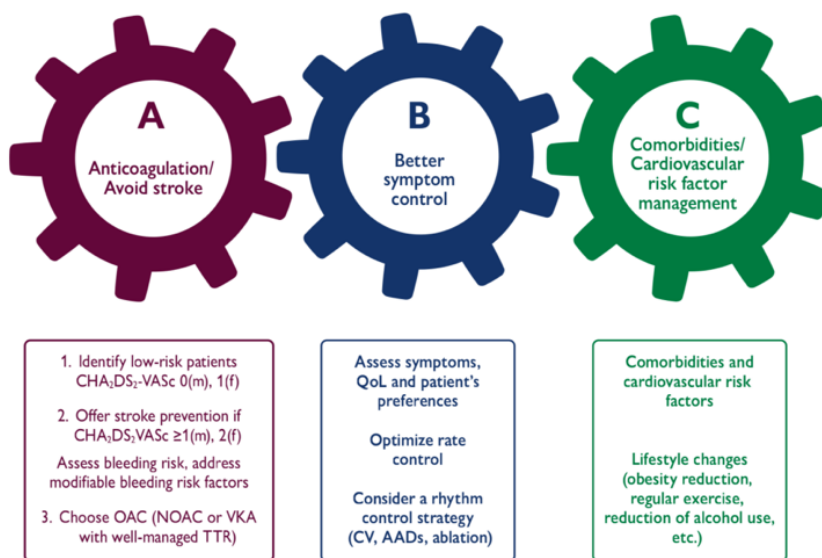 A
Anticoagulation/
Avoid stroke
B
Better
symptom
control
C
Comorbidities/
Cardiovascular
risk factor
management
1. Identify low-risk patients
CHA₂DS₂-VASc 0(m), 1(f)
2. Offer stroke prevention if
CHA₂DS₂VASc ≥1(m), 2(f)
Assess bleeding risk, address
modifiable bleeding risk factors
3. Choose OAC (NOAC or VKA
with well-managed TTR)
Assess symptoms,
QoL and patient's
preferences
Optimize rate
control
Consider a rhythm
control strategy
(CV, AADs, ablation)
Comorbidities and
cardiovascular risk
factors
Lifestyle changes
(obesity reduction,
regular exercise,
reduction of alcohol use,
etc.)